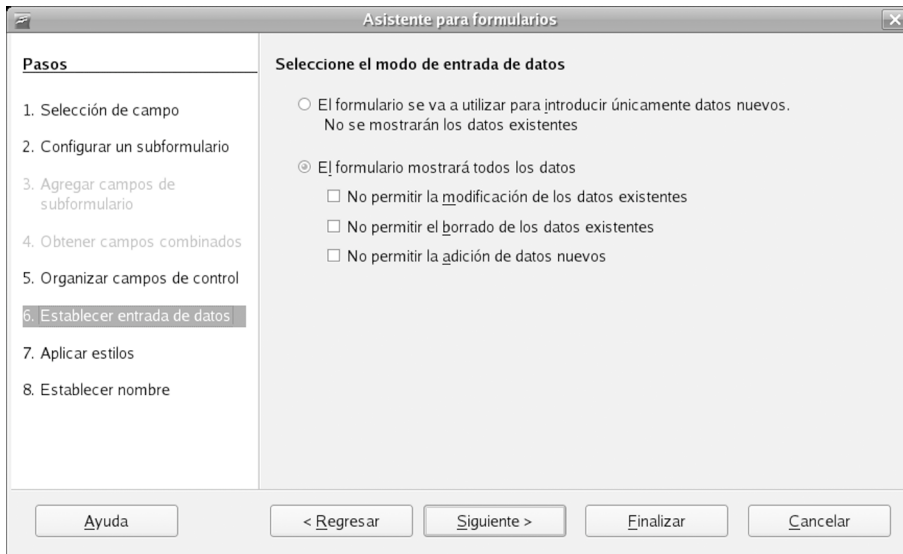 Asistente para formularios
Pasos
1. Selección de campo
2. Configurar un subformulario
3. Agregar campos de
subformulario
4. Obtener campos combinados
5. Organizar campos de control
6. Establecer entrada de datos
7. Aplicar estilos
8. Establecer nombre
Seleccione el modo de entrada de datos
El formulario se va a utilizar para introducir únicamente datos nuevos.
No se mostrarán los datos existentes
El formulario mostrará todos los datos
No permitir la modificación de los datos existentes
No permitir el borrado de los datos existentes
No permitir la adición de datos nuevos
Ayuda
< Regresar
Siguiente >
Finalizar
Cancelar